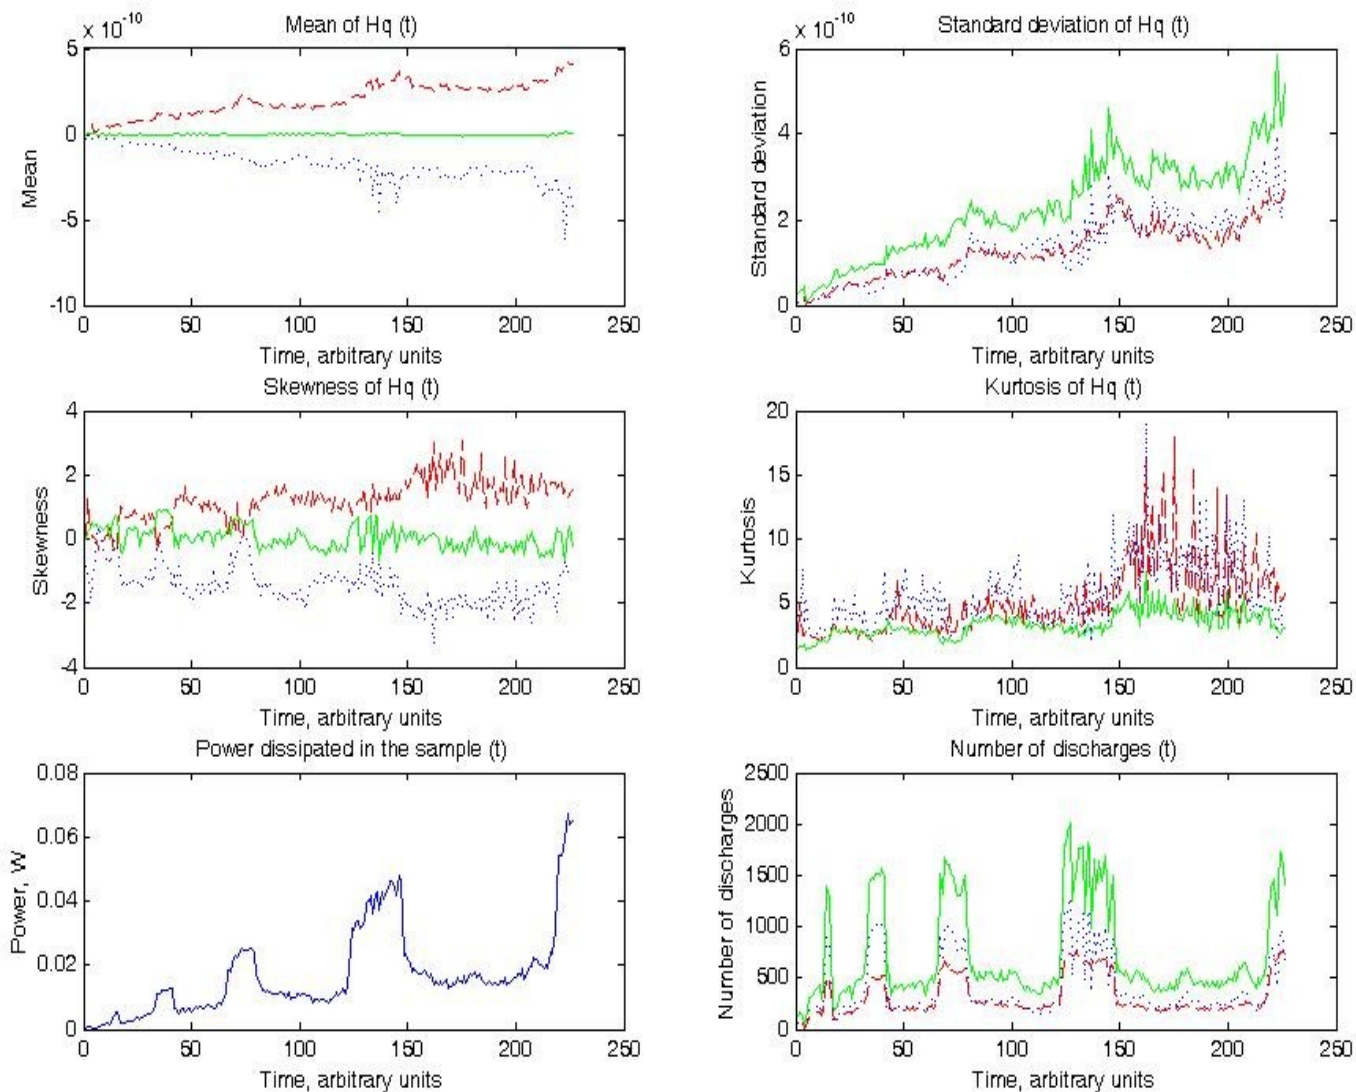 x 10^-10
Mean of Hq (t)
5
0
-5
-10
Mean
0 50 100 150 200 250
Time, arbitrary units
x 10^-10
Standard deviation of Hq (t)
6
4
2
0
Standard deviation
0 50 100 150 200 250
Time, arbitrary units
Skewness of Hq (t)
4
2
0
-2
-4
Skewness
0 50 100 150 200 250
Time, arbitrary units
Kurtosis of Hq (t)
20
15
10
5
0
Kurtosis
0 50 100 150 200 250
Time, arbitrary units
Power dissipated in the sample (t)
0.08
0.06
0.04
0.02
0
Power, W
0 50 100 150 200 250
Time, arbitrary units
Number of discharges (t)
2500
2000
1500
1000
500
0
Number of discharges
0 50 100 150 200 250
Time, arbitrary units